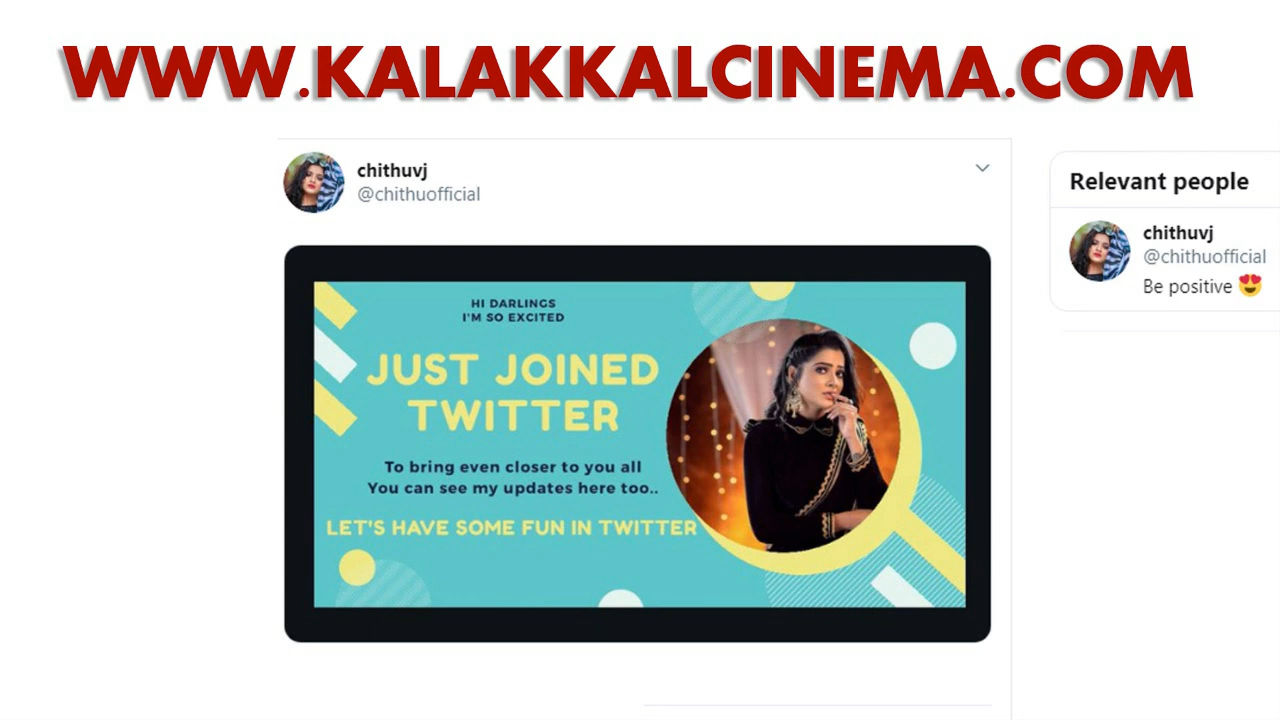 WWW.KALAKKALCINEMA.COM
chithuvj
@chithuofficial
HI DARLINGS
I'M SO EXCITED
JUST JOINED
TWITTER
To bring even closer to you all
You can see my updates here too..
LET'S HAVE SOME FUN IN TWITTER
Relevant people
chithuvj
@chithuofficial
Be positive 😍